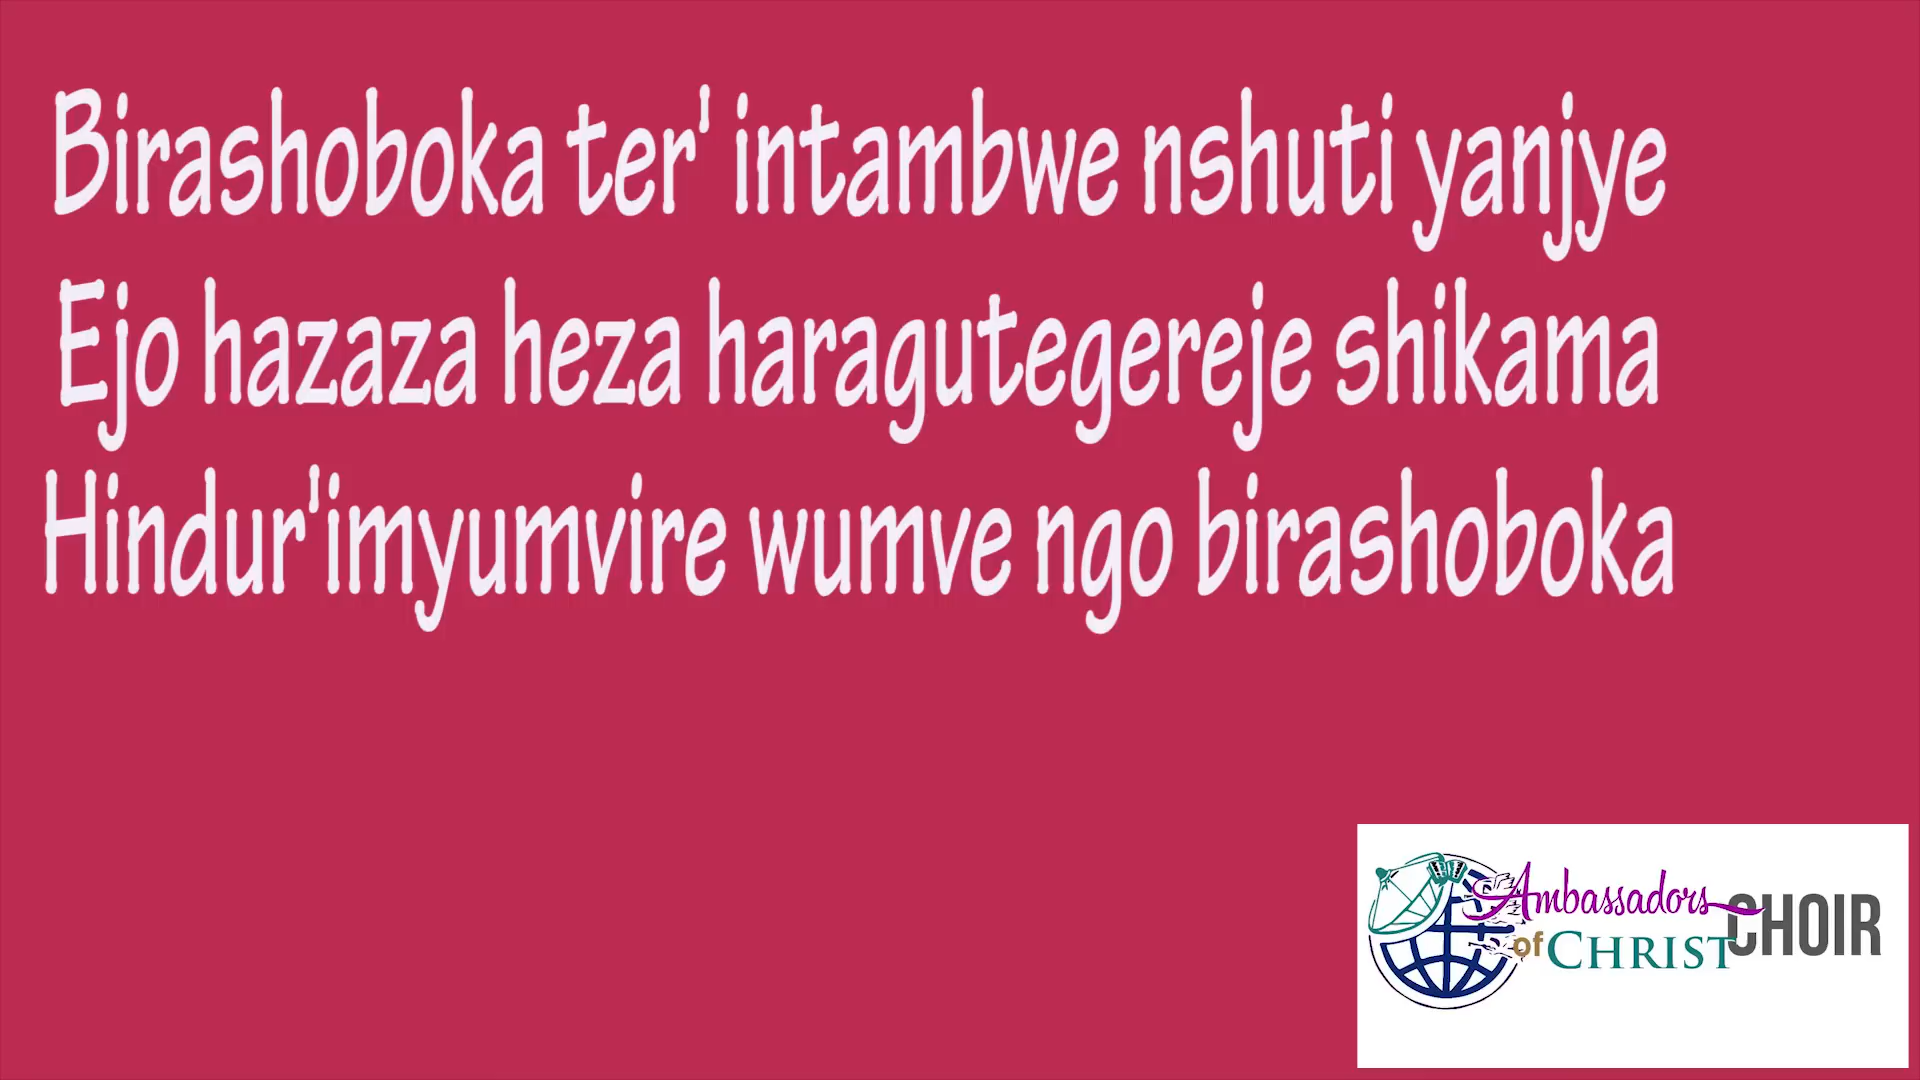 Birashoboka ter' intambwe nshuti yanjye
Ejo hazaza heza haragutegereje shikama
Hindur'imyumvire wumve ngo birashoboka
Ambassadors
of CHRIST
CHOIR